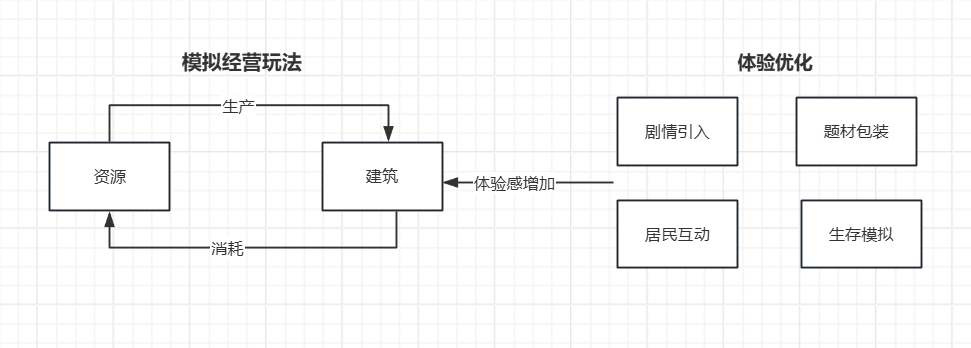 模拟经营玩法
体验优化
生产
剧情引入
题材包装
资源
建筑
体验感增加
居民互动
生存模拟
消耗